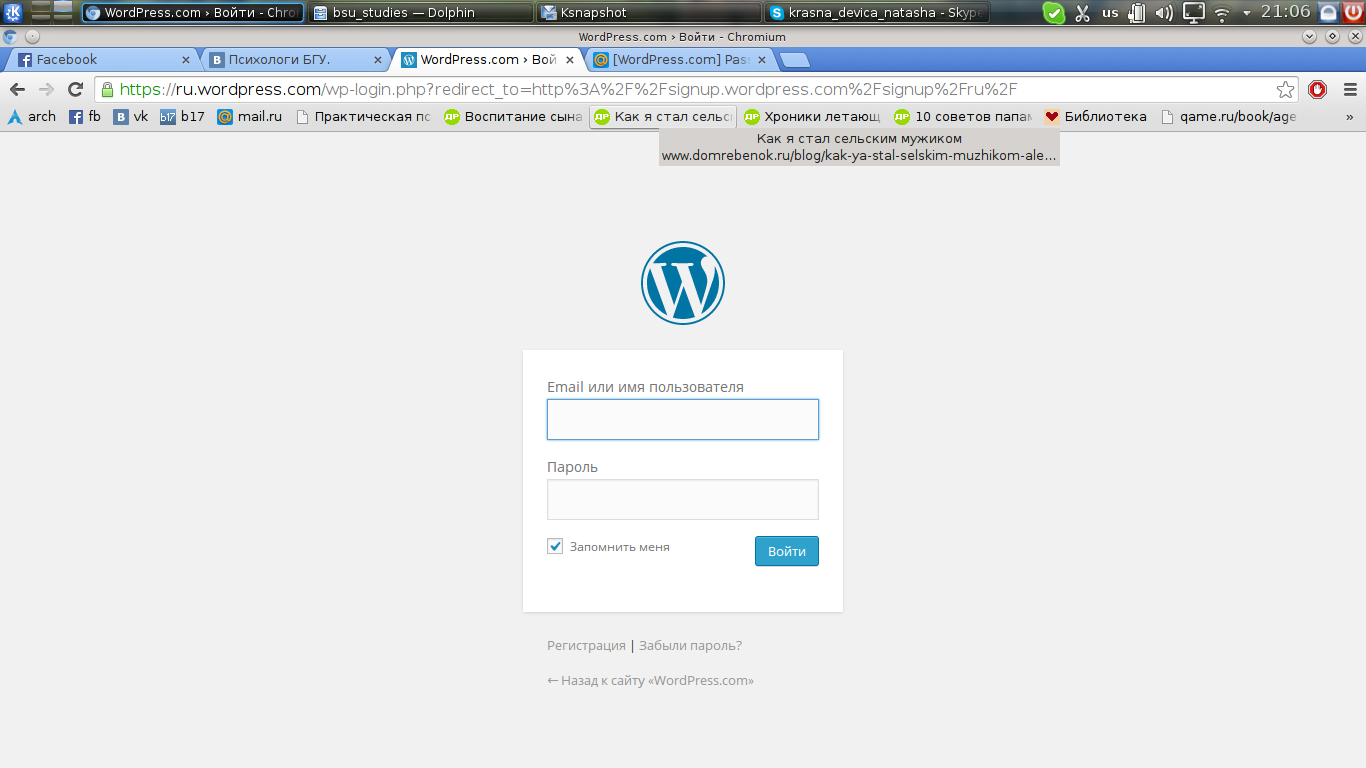 WordPress.com › Войти - Chro
bsu_studies — Dolphin
Ksnapshot
krasna_devica_natasha - Skype
us
21:06
WordPress.com › Войти - Chromium
Facebook
Психологи БГУ.
WordPress.com › Вой
[WordPress.com] Pas
https://ru.wordpress.com/wp-login.php?redirect_to=http%3A%2F%2Fsignup.wordpress.com%2Fsignup%2Fru%2F
arch
fb
vk
b17
mail.ru
Практическая пс
Воспитание сына
Как я стал сельс
Хроники летающ
10 советов папам
Библиотека
qame.ru/book/age
»
Как я стал сельским мужиком
www.domrebenok.ru/blog/kak-ya-stal-selskim-muzhikom-ale...
Email или имя пользователя
Пароль
Запомнить меня
Войти
Регистрация | Забыли пароль?
← Назад к сайту «WordPress.com»